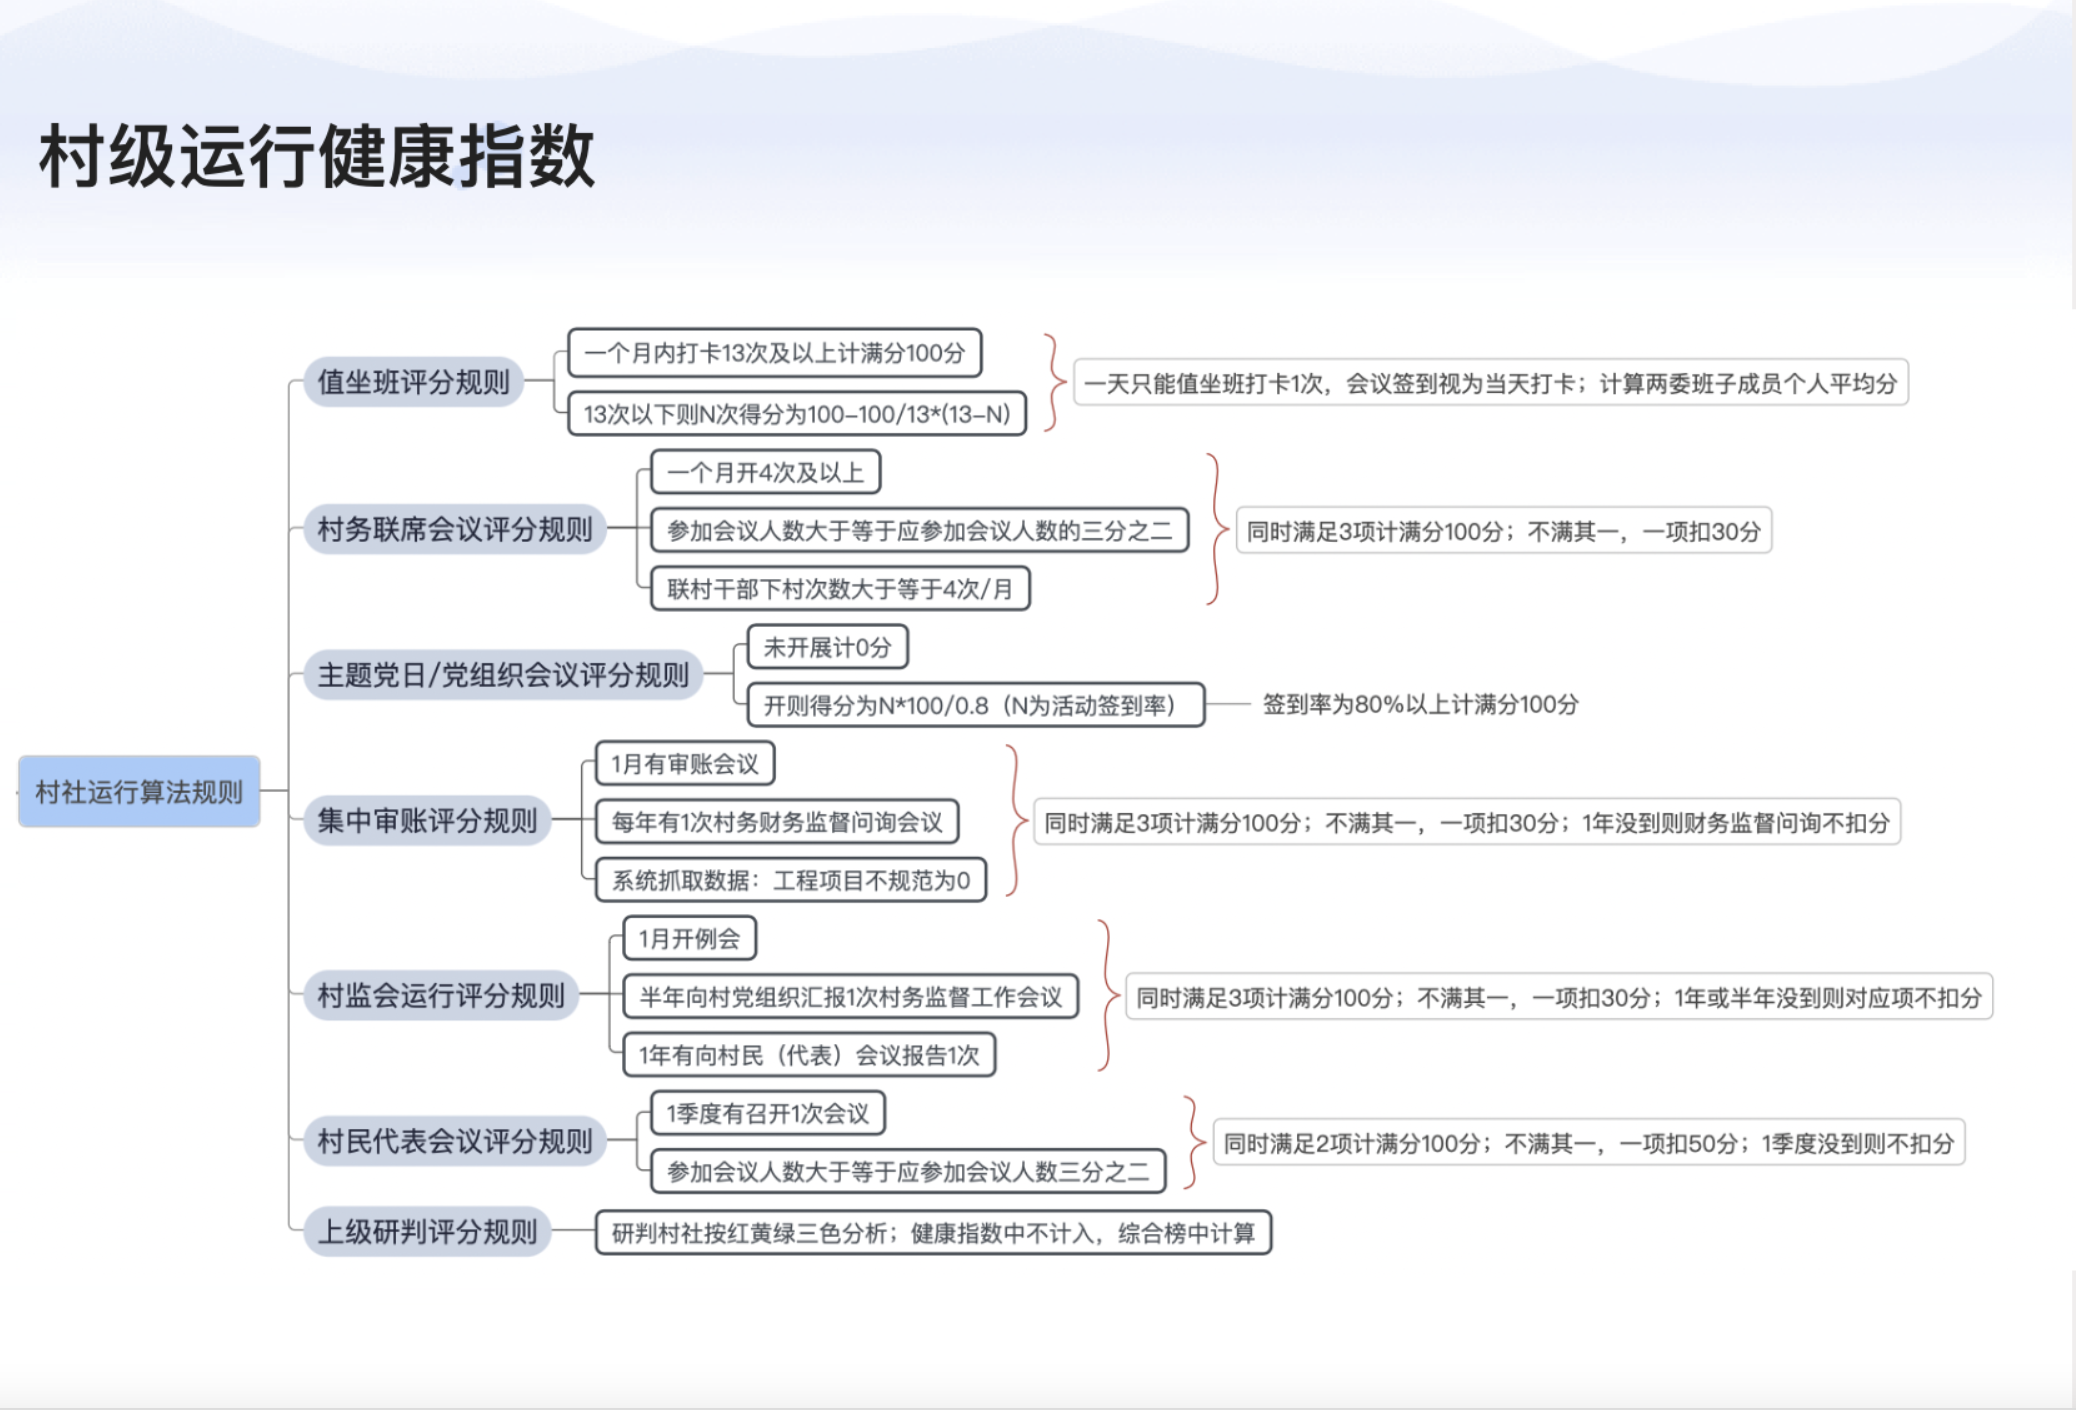 村级运行健康指数
村社运行算法规则
值坐班评分规则
一个月内打卡13次及以上计满分100分
13次以下则N次得分为100-100/13*(13-N)
一天只能值坐班打卡1次，会议签到视为当天打卡；计算两委班子成员个人平均分
村务联席会议评分规则
一个月开4次及以上
参加会议人数大于等于应参加会议人数的三分之二
联村干部下村次数大于等于4次/月
同时满足3项计满分100分；不满其一，一项扣30分
主题党日/党组织会议评分规则
未开展计0分
开则得分为N*100/0.8（N为活动签到率）
签到率为80%以上计满分100分
集中审账评分规则
1月有审账会议
每年有1次村务财务监督问询会议
系统抓取数据：工程项目不规范为0
同时满足3项计满分100分；不满其一，一项扣30分；1年没到则财务监督问询不扣分
村监会运行评分规则
1月开例会
半年向村党组织汇报1次村务监督工作会议
1年有向村民（代表）会议报告1次
同时满足3项计满分100分；不满其一，一项扣30分；1年或半年没到则对应项不扣分
村民代表会议评分规则
1季度有召开1次会议
参加会议人数大于等于应参加会议人数三分之二
同时满足2项计满分100分；不满其一，一项扣50分；1季度没到则不扣分
上级研判评分规则
研判村社按红黄绿三色分析；健康指数中不计入，综合榜中计算